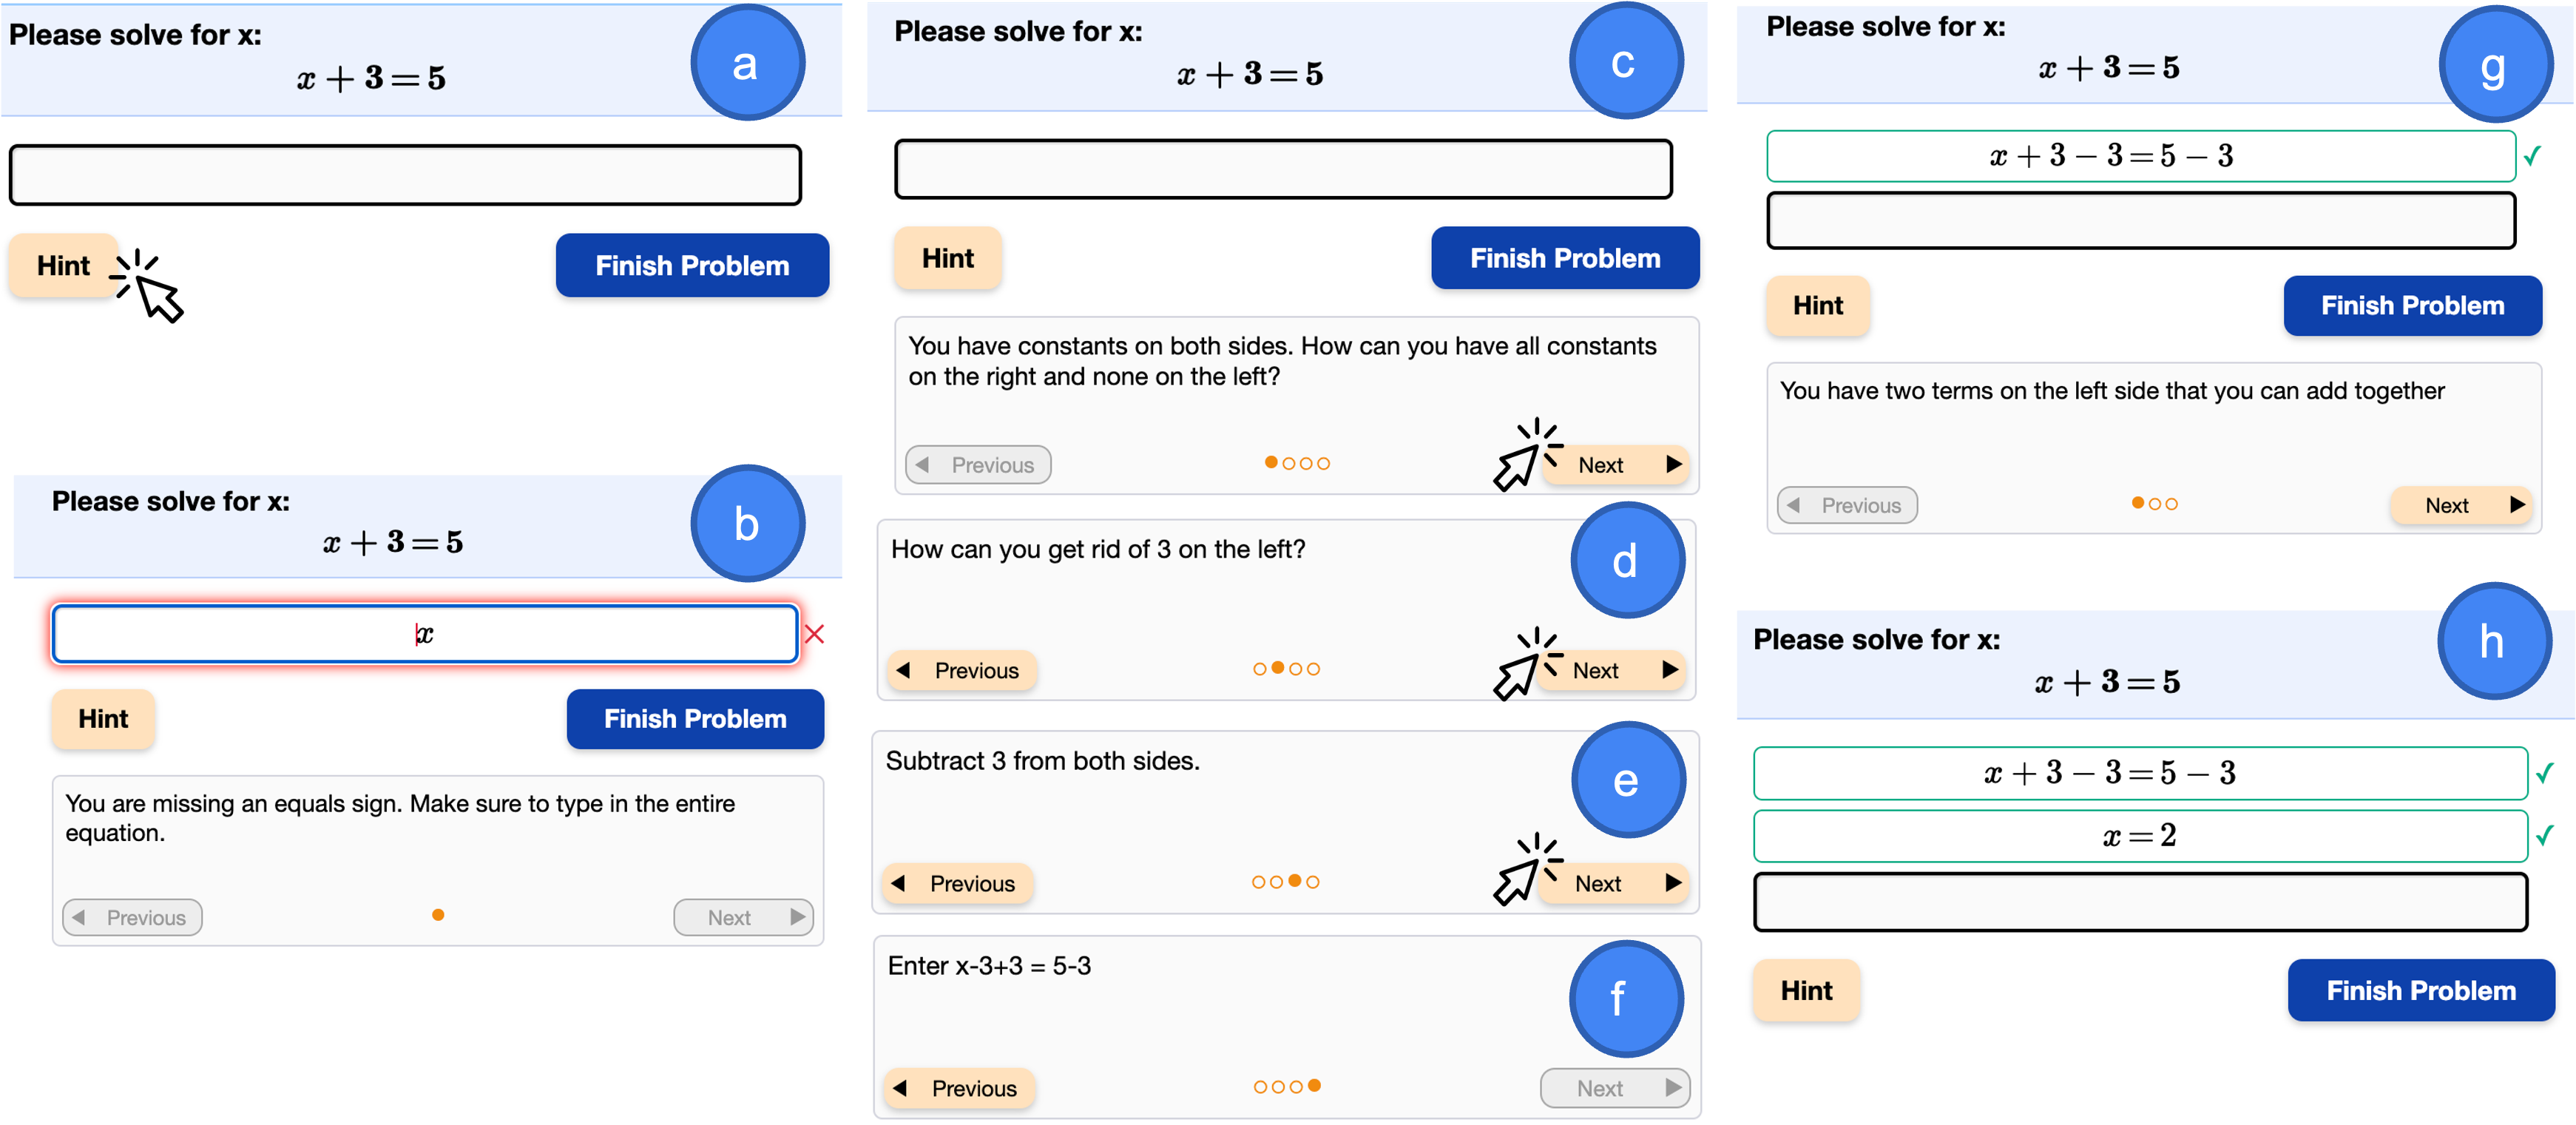 Please solve for x:
x + 3 = 5
a
Hint
Finish Problem
Please solve for x:
x + 3 = 5
b
x
Hint
Finish Problem
You are missing an equals sign. Make sure to type in the entire
equation.
Previous
Next
Please solve for x:
x + 3 = 5
c
Hint
Finish Problem
You have constants on both sides. How can you have all constants
on the right and none on the left?
Previous
Next
How can you get rid of 3 on the left?
d
Previous
Next
Subtract 3 from both sides.
e
Previous
Next
Enter x-3+3 = 5-3
f
Previous
Next
Please solve for x:
x + 3 = 5
g
x + 3 − 3 = 5 − 3
Hint
Finish Problem
You have two terms on the left side that you can add together
Previous
Next
Please solve for x:
x + 3 = 5
h
x + 3 − 3 = 5 − 3
x = 2
Hint
Finish Problem